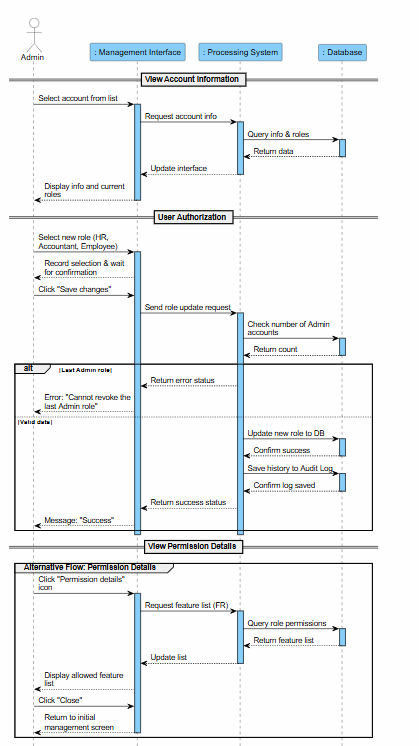 Admin
: Management Interface
: Processing System
: Database
View Account Information
Select account from list
Request account info
Query info & roles
Return data
Update interface
Display info and current
roles
User Authorization
Select new role (HR,
Accountant, Employee)
Record selection & wait
for confirmation
Click "Save changes"
Send role update request
Check number of Admin
accounts
Return count
alt
[Last Admin role]
Return error status
Error: "Cannot revoke the
last Admin role"
[Valid data]
Update new role to DB
Confirm success
Save history to Audit Log
Confirm log saved
Return success status
Message: "Success"
View Permission Details
Alternative Flow: Permission Details
Click "Permission details"
icon
Request feature list (FR)
Query role permissions
Return feature list
Update list
Display allowed feature
list
Click "Close"
Return to initial
management screen